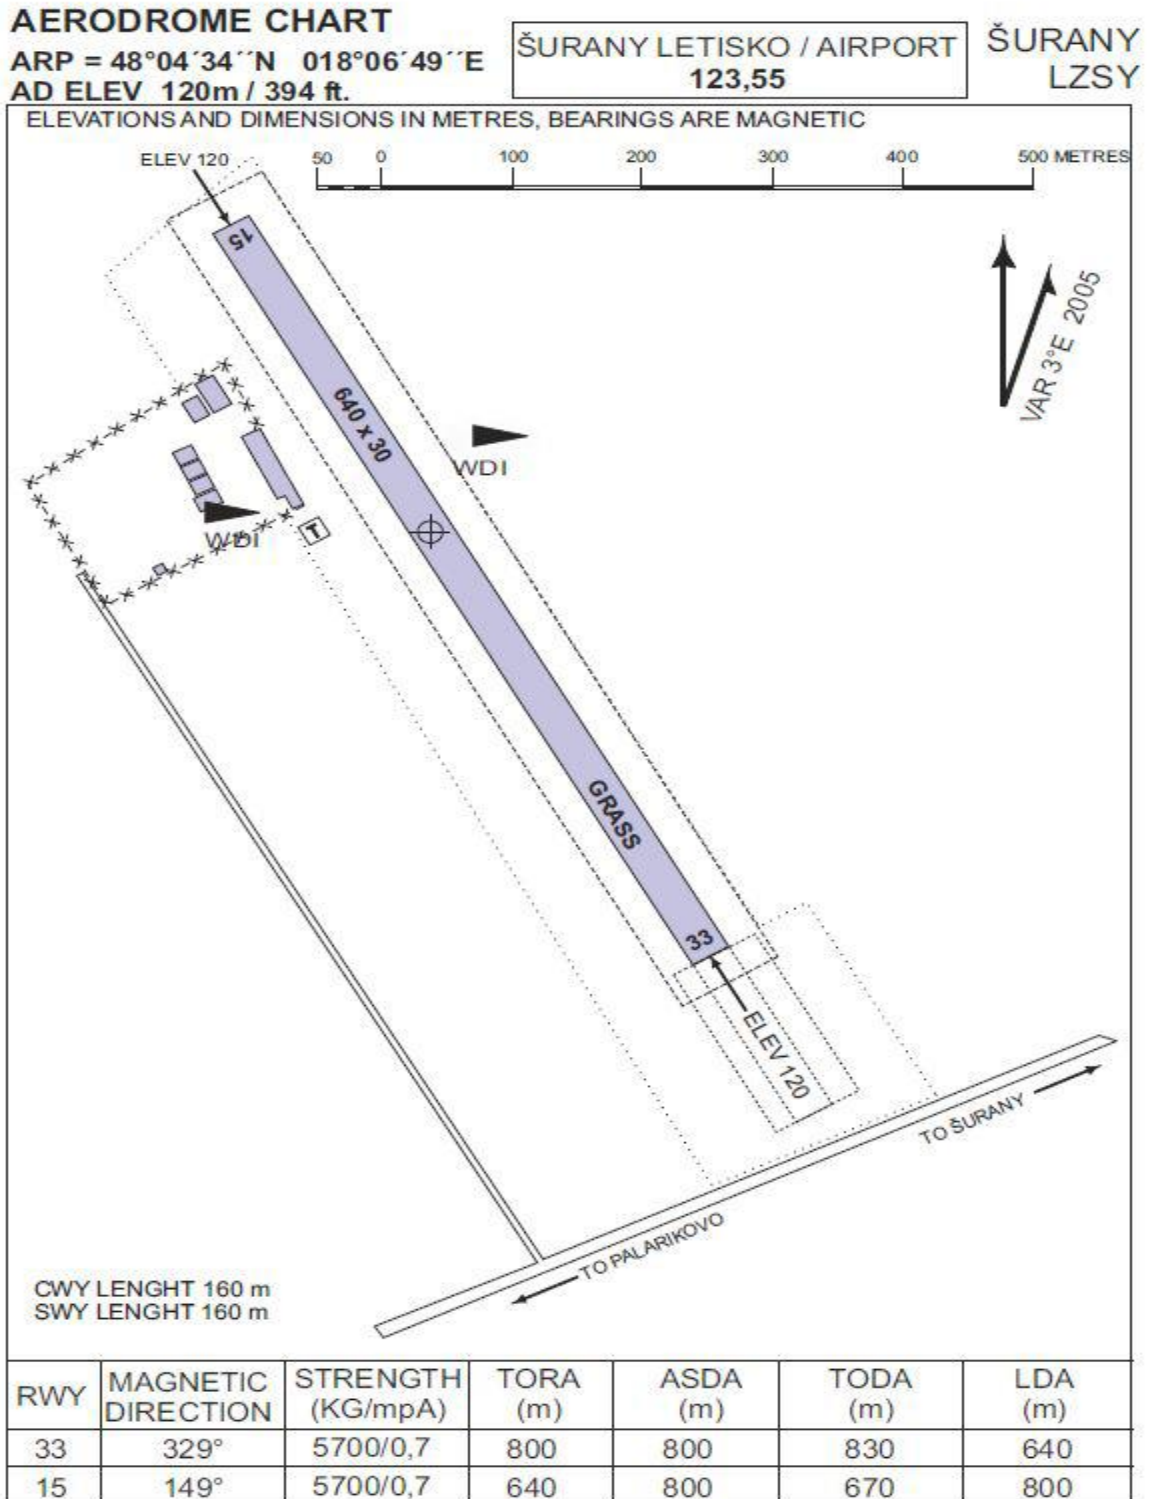 AERODROME CHART
ARP = 48°04´34´´N 018°06´49´´E
AD ELEV 120m / 394 ft.
ŠURANY LETISKO / AIRPORT
123,55
ŠURANY
LZSY
ELEVATIONS AND DIMENSIONS IN METRES, BEARINGS ARE MAGNETIC
ELEV 120
50 0 100 200 300 400 500 METRES
15
VAR 3°E 2005
640 x 30
WDI
WDI
T
GRASS
33
ELEV 120
TO ŠURANY
TO PALARIKOVO
CWY LENGHT 160 m
SWY LENGHT 160 m
RWY MAGNETIC DIRECTION STRENGTH (KG/mpA) TORA (m) ASDA (m) TODA (m) LDA (m)
33 329° 5700/0,7 800 800 830 640
15 149° 5700/0,7 640 800 670 800